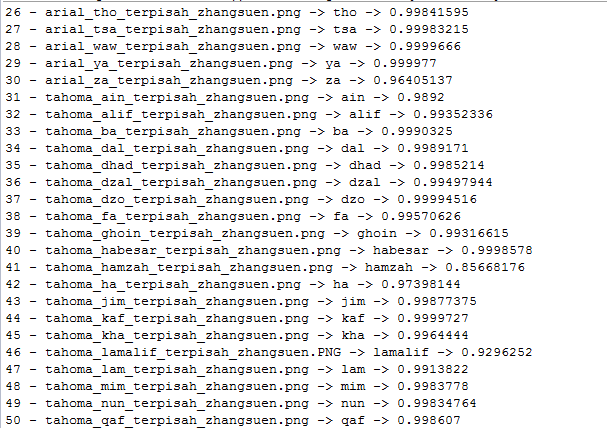 26 - arial_tho_terpisah_zhangsuen.png -> tho -> 0.99841595
27 - arial_tsa_terpisah_zhangsuen.png -> tsa -> 0.99983215
28 - arial_waw_terpisah_zhangsuen.png -> waw -> 0.9999666
29 - arial_ya_terpisah_zhangsuen.png -> ya -> 0.999977
30 - arial_za_terpisah_zhangsuen.png -> za -> 0.96405137
31 - tahoma_ain_terpisah_zhangsuen.png -> ain -> 0.9892
32 - tahoma_alif_terpisah_zhangsuen.png -> alif -> 0.99352336
33 - tahoma_ba_terpisah_zhangsuen.png -> ba -> 0.9990325
34 - tahoma_dal_terpisah_zhangsuen.png -> dal -> 0.9989171
35 - tahoma_dhad_terpisah_zhangsuen.png -> dhad -> 0.9985214
36 - tahoma_dzal_terpisah_zhangsuen.png -> dzal -> 0.99497944
37 - tahoma_dzo_terpisah_zhangsuen.png -> dzo -> 0.99994516
38 - tahoma_fa_terpisah_zhangsuen.png -> fa -> 0.99570626
39 - tahoma_ghoin_terpisah_zhangsuen.png -> ghoin -> 0.99316615
40 - tahoma_habesar_terpisah_zhangsuen.png -> habesar -> 0.9998578
41 - tahoma_hamzah_terpisah_zhangsuen.png -> hamzah -> 0.85668176
42 - tahoma_ha_terpisah_zhangsuen.png -> ha -> 0.97398144
43 - tahoma_jim_terpisah_zhangsuen.png -> jim -> 0.99877375
44 - tahoma_kaf_terpisah_zhangsuen.png -> kaf -> 0.9999727
45 - tahoma_kha_terpisah_zhangsuen.png -> kha -> 0.9964444
46 - tahoma_lamalif_terpisah_zhangsuen.PNG -> lamalif -> 0.9296252
47 - tahoma_lam_terpisah_zhangsuen.png -> lam -> 0.9913822
48 - tahoma_mim_terpisah_zhangsuen.png -> mim -> 0.9983778
49 - tahoma_nun_terpisah_zhangsuen.png -> nun -> 0.99834764
50 - tahoma_qaf_terpisah_zhangsuen.png -> qaf -> 0.998607